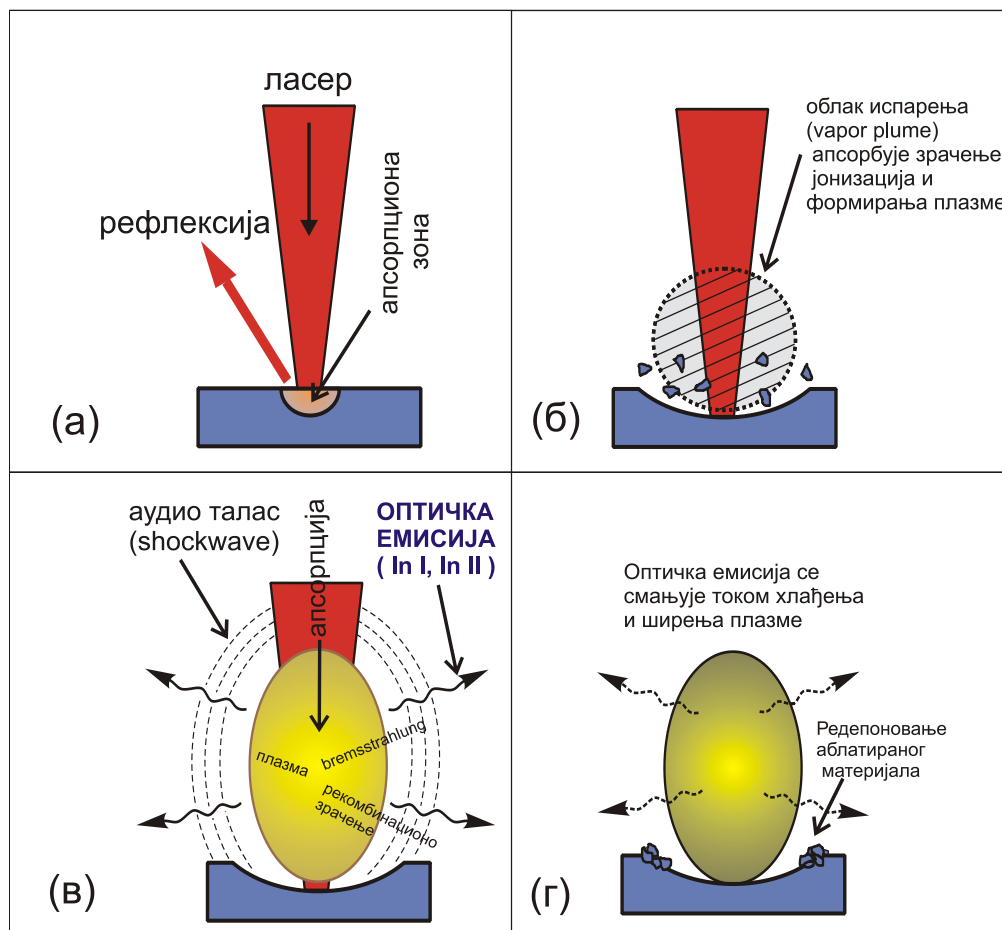 ласер
рефлексија
апсорпциона
зона
(а)
облак испарења
(vapor plume)
апсорбује зрачење
јонизација и
формирања плазме
(б)
аудио талас
(shockwave)
апсорпција
ОПТИЧКА
ЕМИСИЈА
( In I, In II )
плазма
bremsstrahlung
рекомбинационо
зрачење
(в)
Оптичка емисија се
смањује током хлађења
и ширења плазме
Редепоновање
аблатираног
материјала
(г)